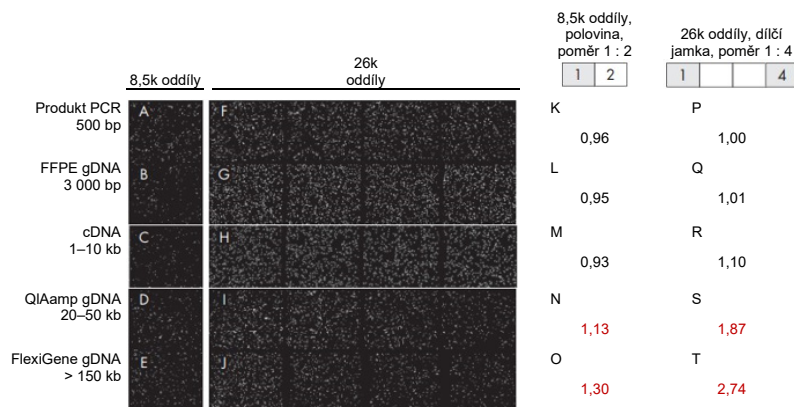 8,5k oddíly,
polovina,
poměr 1 : 2
26k oddíly, dílčí
jamka, poměr 1 : 4
1 2
1 4
8,5k oddíly
26k
oddíly
Produkt PCR
500 bp
A F
K P
0,96 1,00
FFPE gDNA
3 000 bp
B G
L Q
0,95 1,01
cDNA
1–10 kb
C H
M R
0,93 1,10
QIAamp gDNA
20–50 kb
D I
N S
1,13 1,87
FlexiGene gDNA
> 150 kb
E J
O T
1,30 2,74